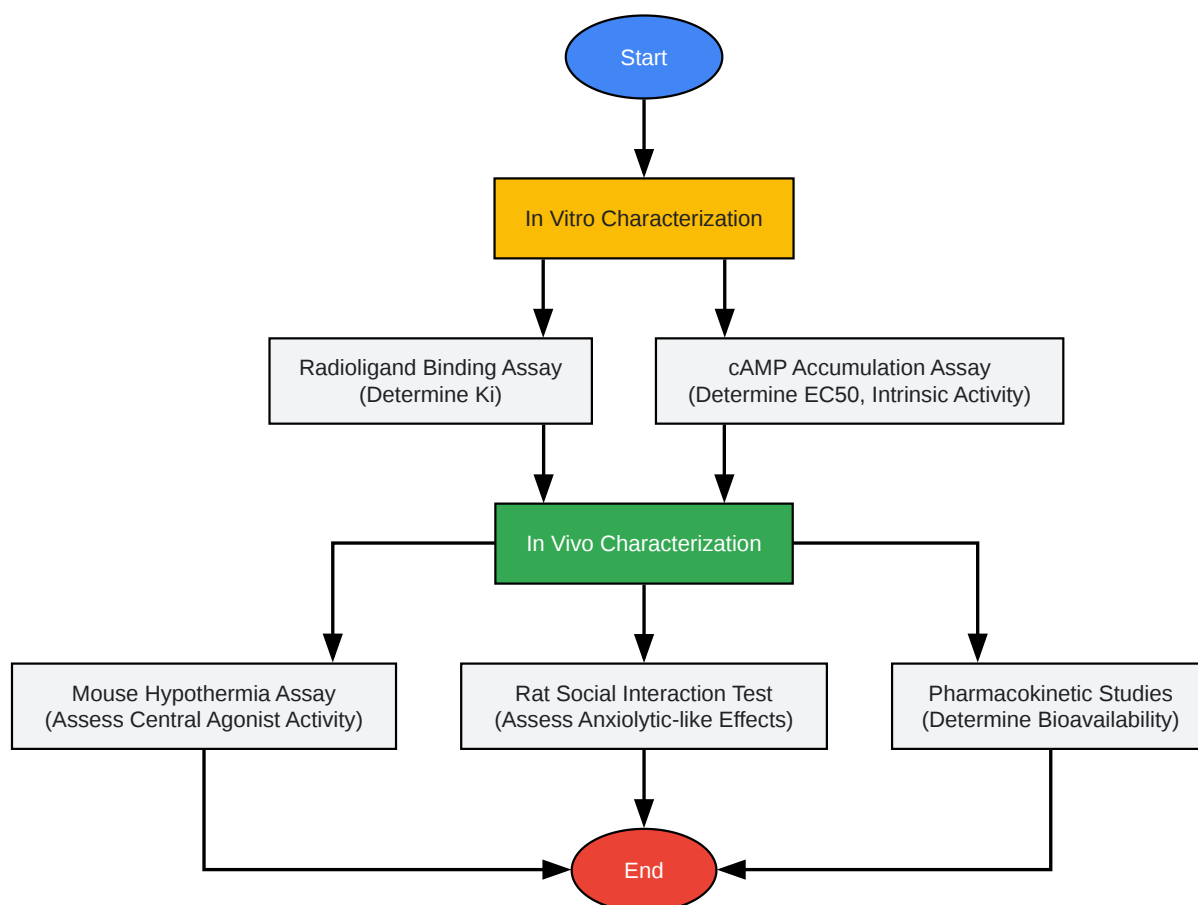 Start
In Vitro Characterization
Radioligand Binding Assay
(Determine Ki)
cAMP Accumulation Assay
(Determine EC50, Intrinsic Activity)
In Vivo Characterization
Mouse Hypothermia Assay
(Assess Central Agonist Activity)
Rat Social Interaction Test
(Assess Anxiolytic-like Effects)
Pharmacokinetic Studies
(Determine Bioavailability)
End